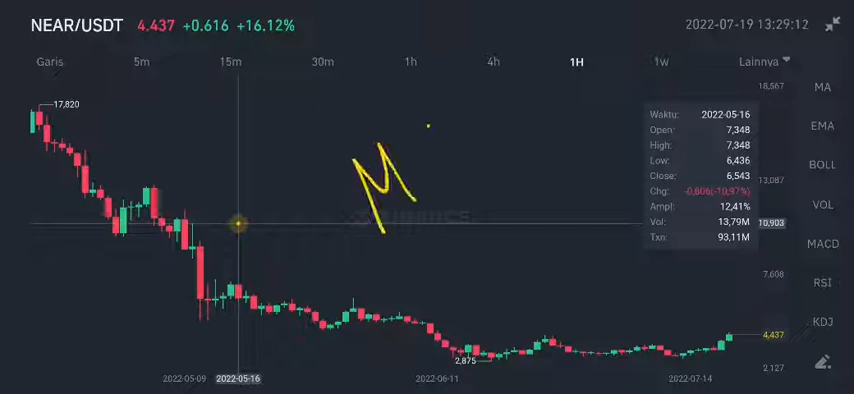 NEAR/USDT 4.437 +0.616 +16.12% 2022-07-19 13:29:12
Garis. 5m 15m 30m 1h 4h 1H 1w Lainnya
17,820
18,567
13,087
10,903
7,608
4,437
2,127
2,875
M
Waktu: 2022-05-16
Open: 7,348
High: 7,348
Low: 6,436
Close: 6,543
Chg: -0,806(-10,97%)
Ampl: 12,41%
Vol: 13,79M
Txn: 93,11M
MA
EMA
BOLL
VOL
MACD
RSI
KDJ
2022-05-09 2022-05-16 2022-06-11 2022-07-14